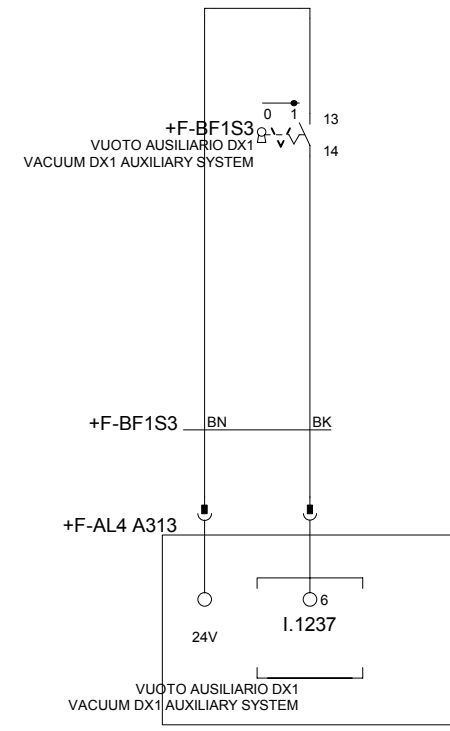 0 1 13
+F-BF1S3
VUOTO AUSILIARIO DX1
14
VACUUM DX1 AUXILIARY SYSTEM
+F-BF1S3 BN BK
+F-AL4 A313
6
24V I.1237
VUOTO AUSILIARIO DX1
VACUUM DX1 AUXILIARY SYSTEM